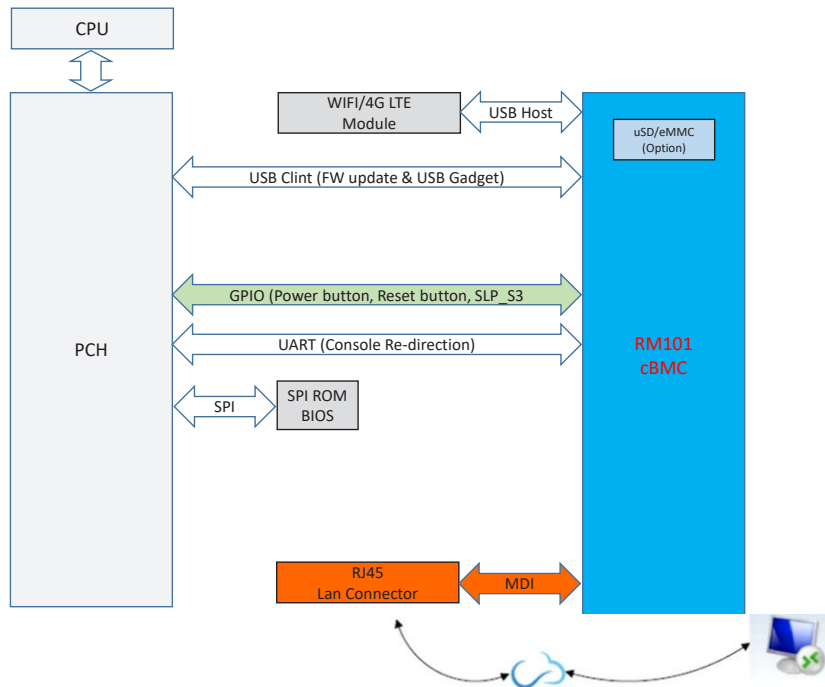 CPU
WIFI/4G LTE
Module
USB Host
uSD/eMMC
(Option)
USB Clint (FW update & USB Gadget)
GPIO (Power button, Reset button, SLP_S3
PCH
UART (Console Re-direction)
RM101
cBMC
SPI
SPI ROM
BIOS
RJ45
Lan Connector
MDI